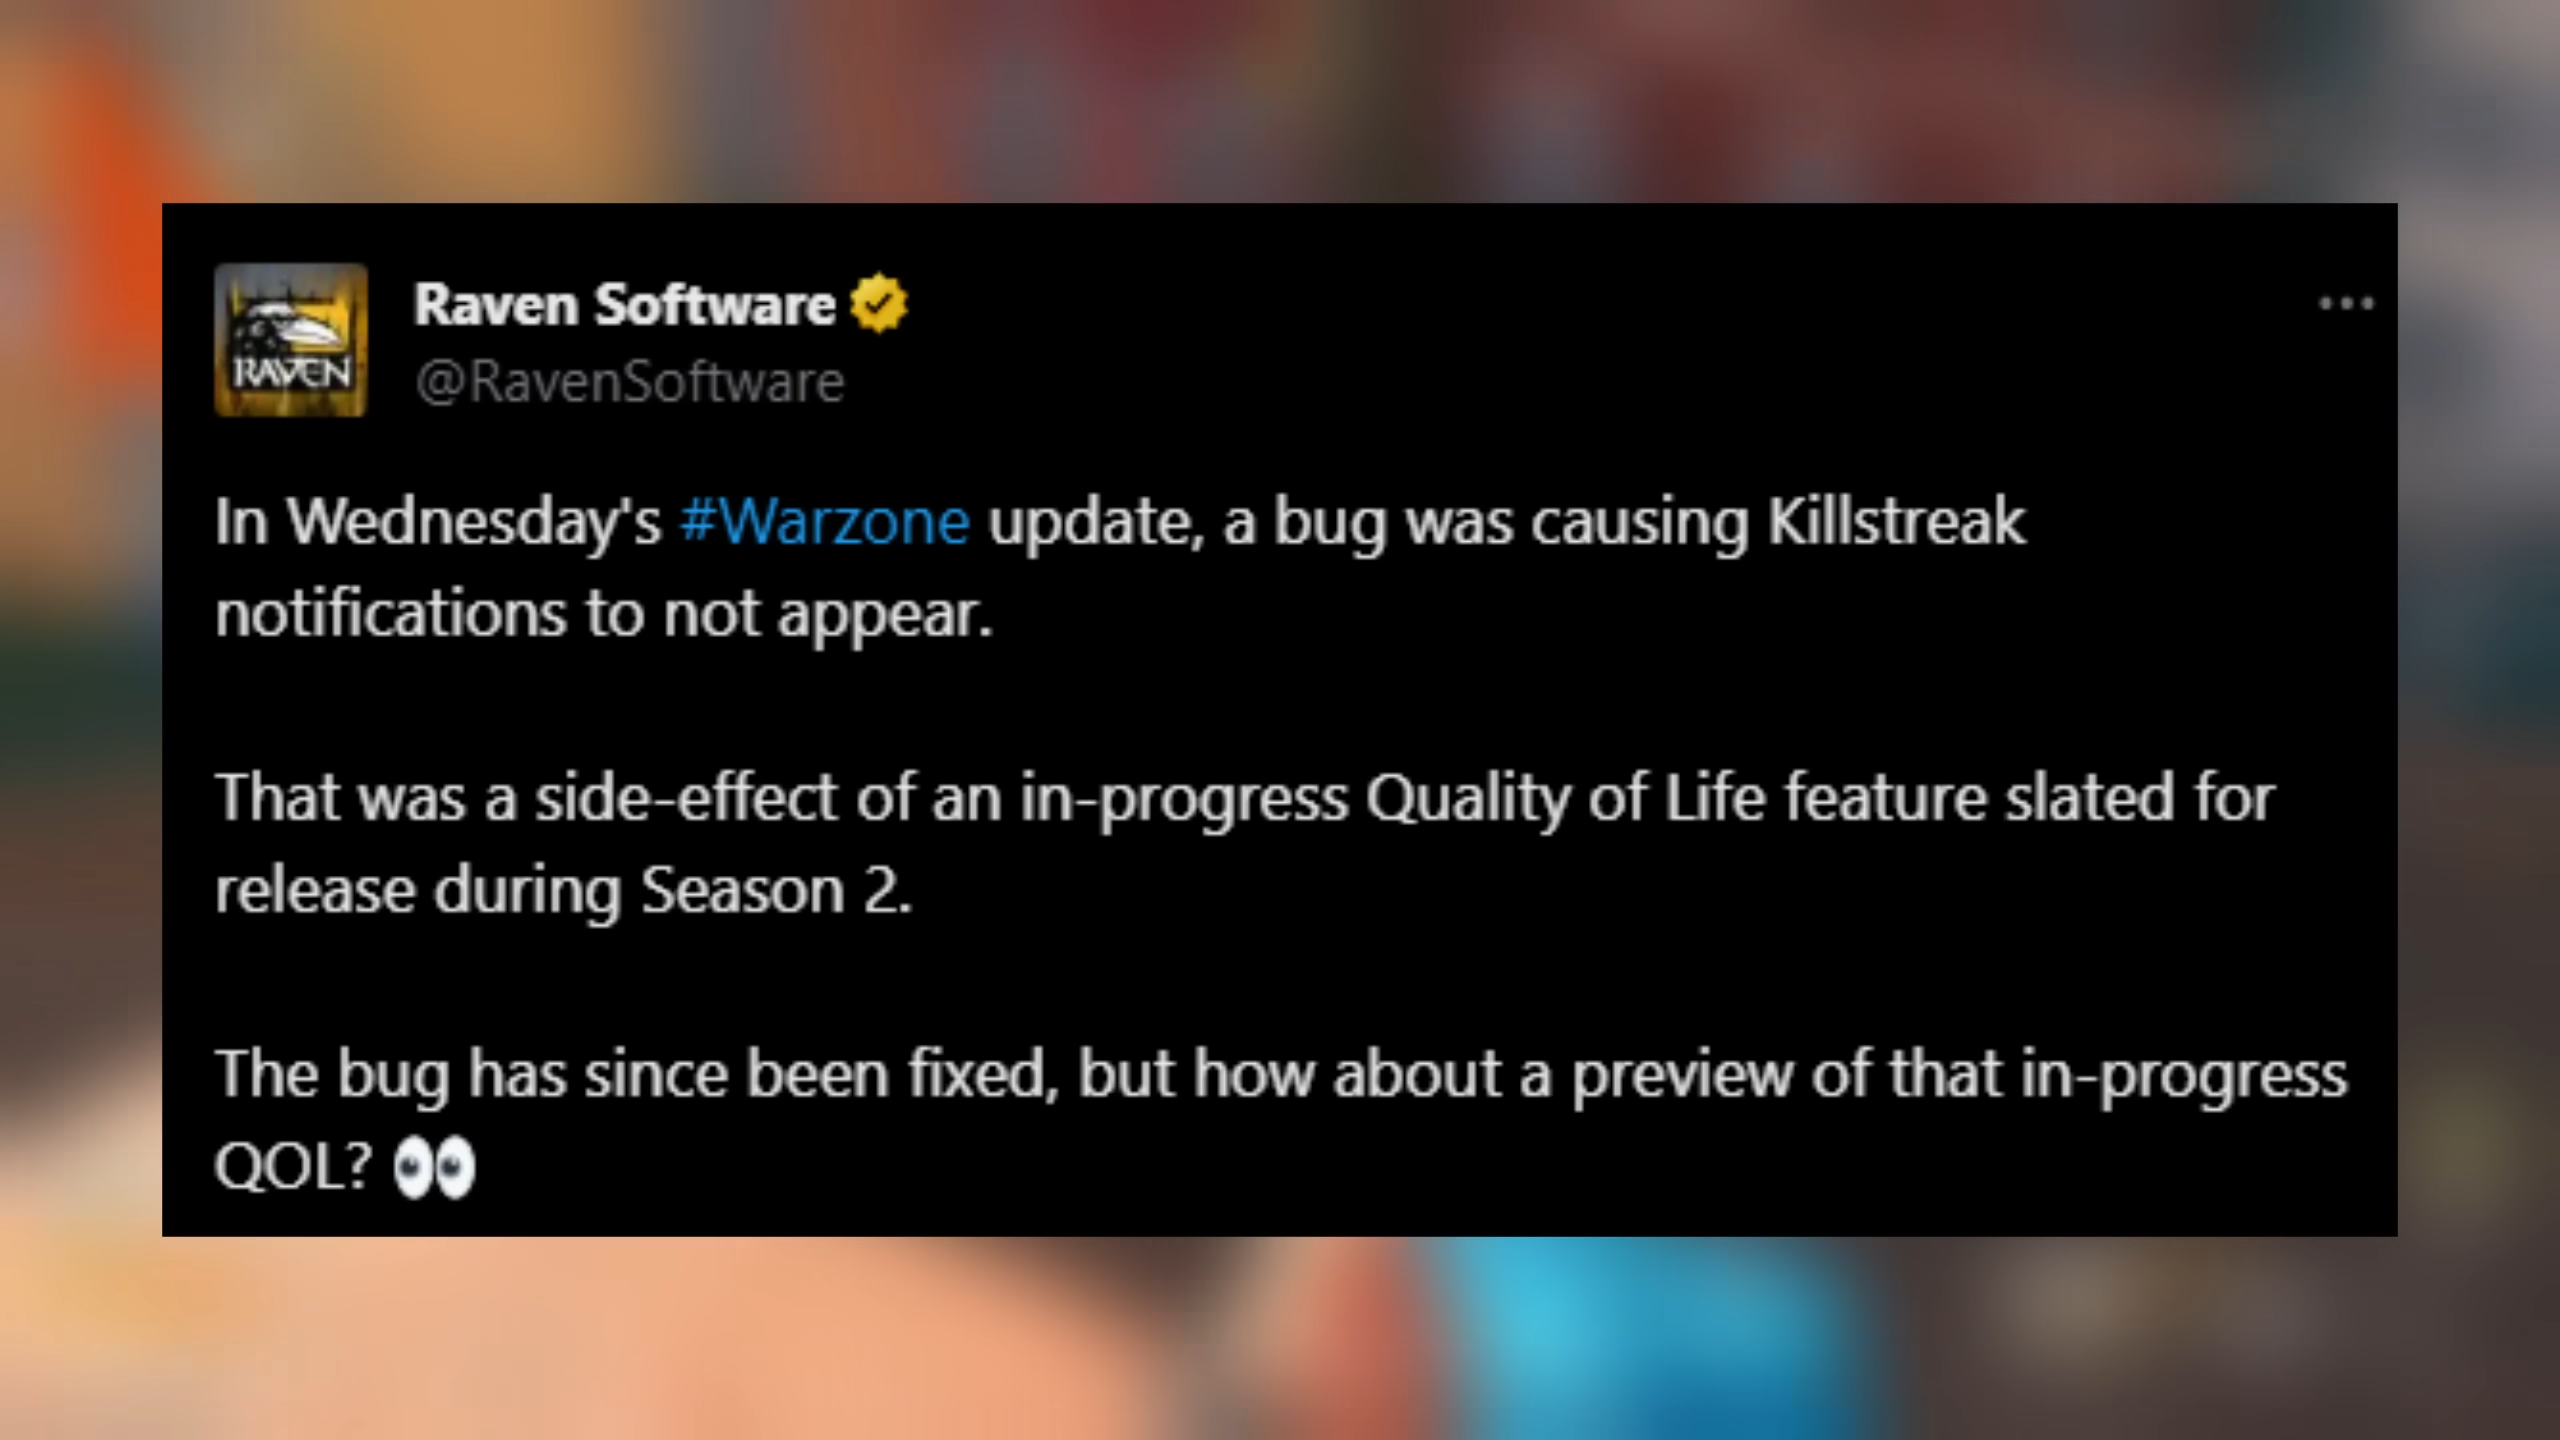 RAVEN
Raven Software
@RavenSoftware
In Wednesday's #Warzone update, a bug was causing Killstreak
notifications to not appear.
That was a side-effect of an in-progress Quality of Life feature slated for
release during Season 2.
The bug has since been fixed, but how about a preview of that in-progress
QOL? 👀